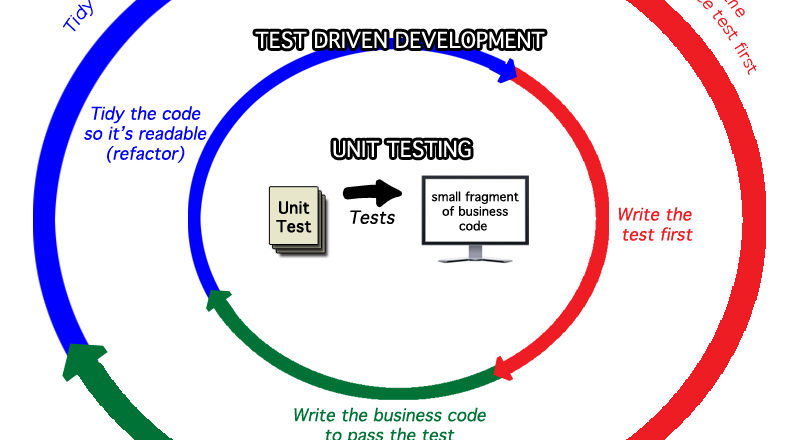 Tidy
TEST DRIVEN DEVELOPMENT
test first
Tidy the code
so it's readable
(refactor)
UNIT TESTING
Unit
Test
Tests
small fragment
of business
code
Write the
test first
Write the business code
to pass the test